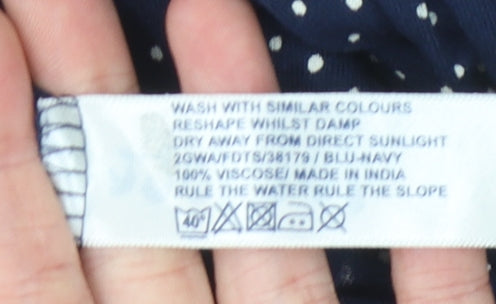 WASH WITH SIMILAR COLOURS
RESHAPE WHILST DAMP
DRY AWAY FROM DIRECT SUNLIGHT
2GWA/FDTS/38179 / BLU-NAVY
100% VISCOSE/ MADE IN INDIA
RULE THE WATER RULE THE SLOPE
40°